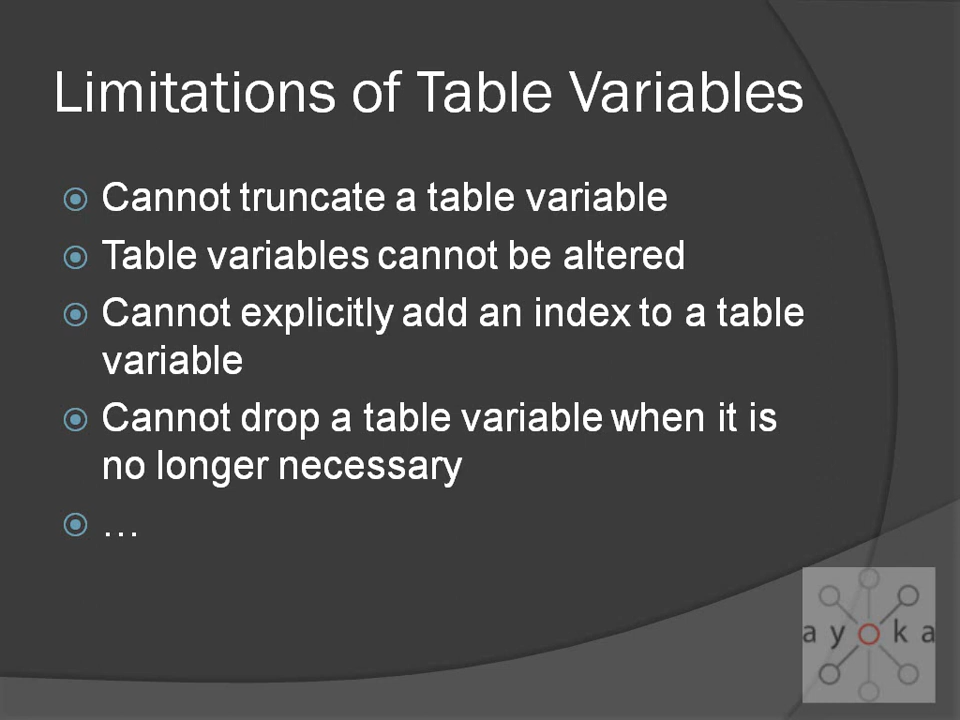 Limitations of Table Variables
Cannot truncate a table variable
Table variables cannot be altered
Cannot explicitly add an index to a table
variable
Cannot drop a table variable when it is
no longer necessary
…
ayoka